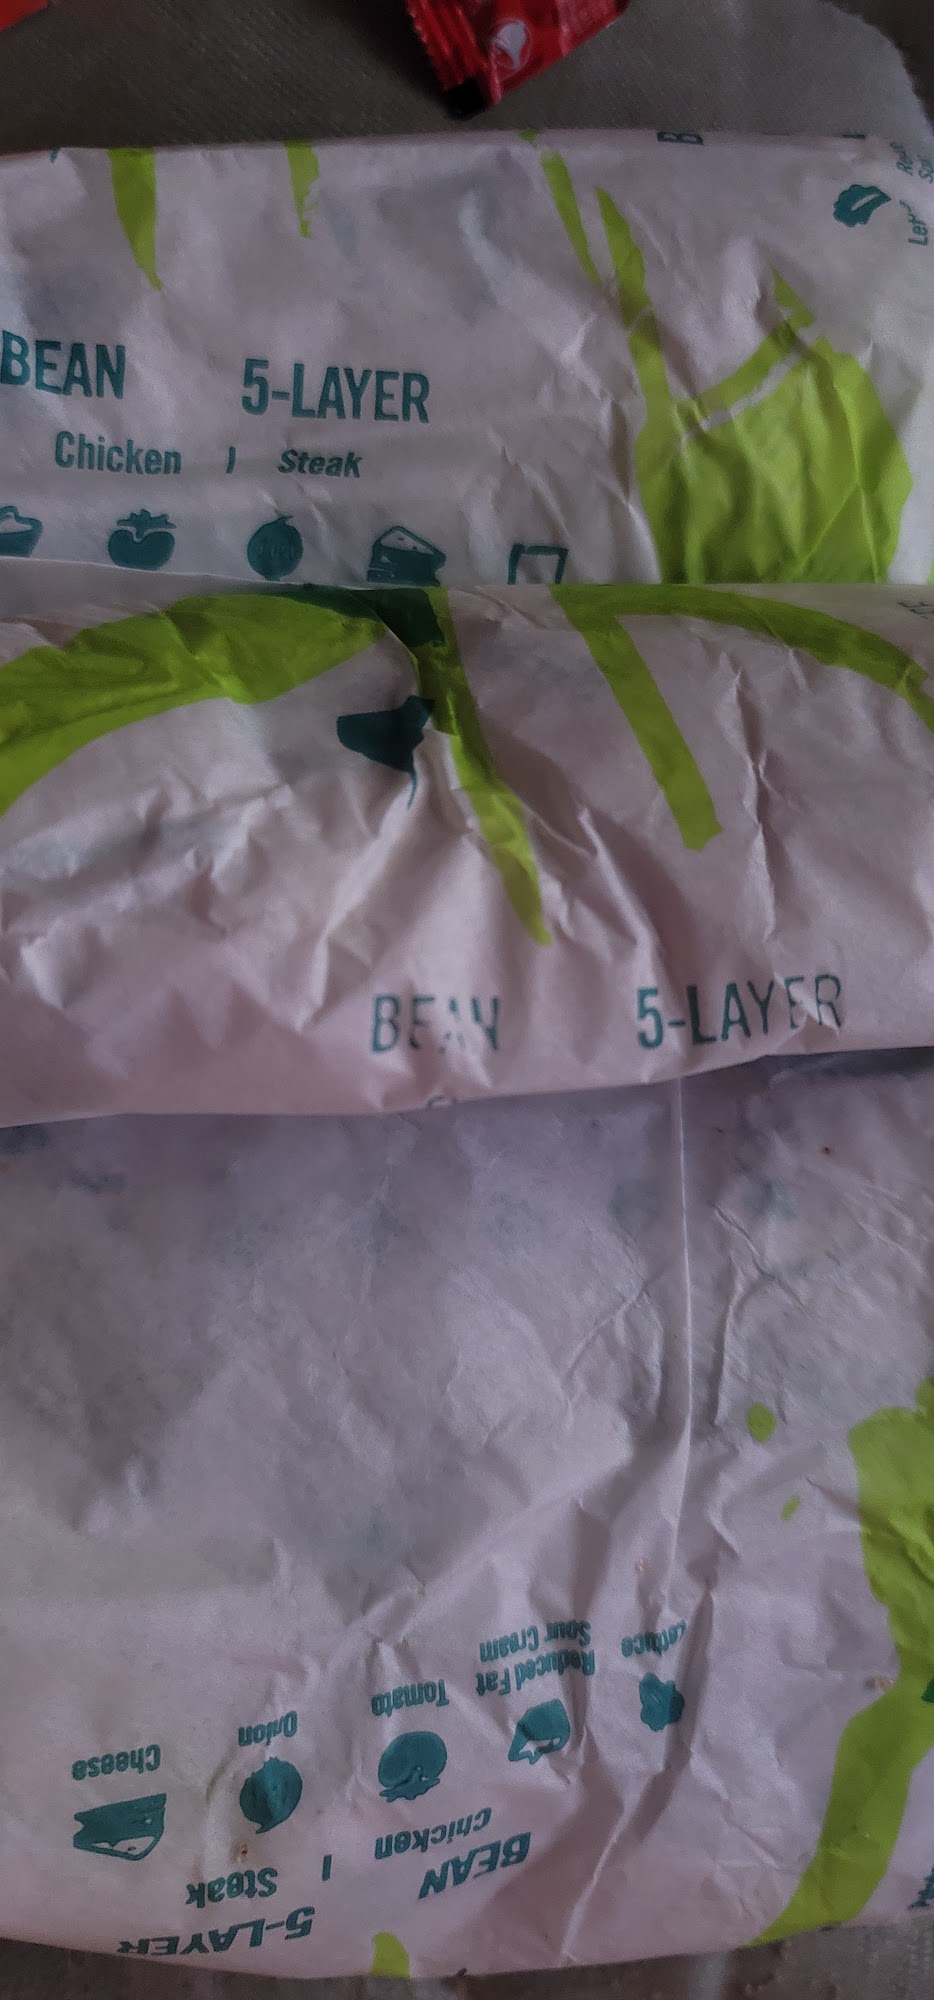 BEAN 5-LAYER
Chicken | Steak
BEAN 5-LAYER
Lettuce
Reduced Fat
Sour Cream
Tomato
Onion
Cheese
Chicken | Steak
BEAN 5-LAYER